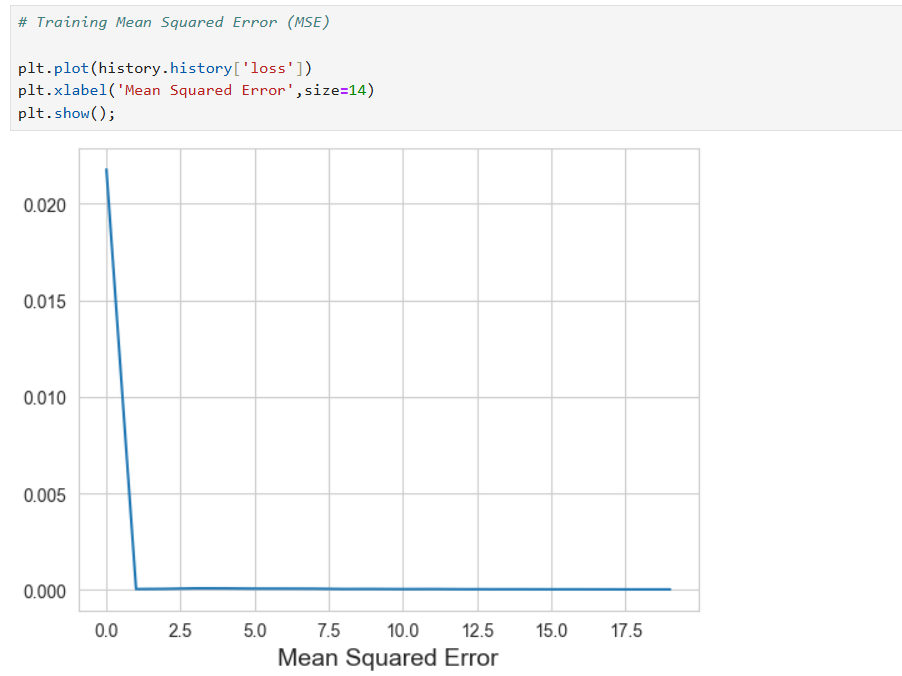 # Training Mean Squared Error (MSE)
plt.plot(history.history['loss'])
plt.xlabel('Mean Squared Error',size=14)
plt.show();
0.020
0.015
0.010
0.005
0.000
0.0 2.5 5.0 7.5 10.0 12.5 15.0 17.5
Mean Squared Error